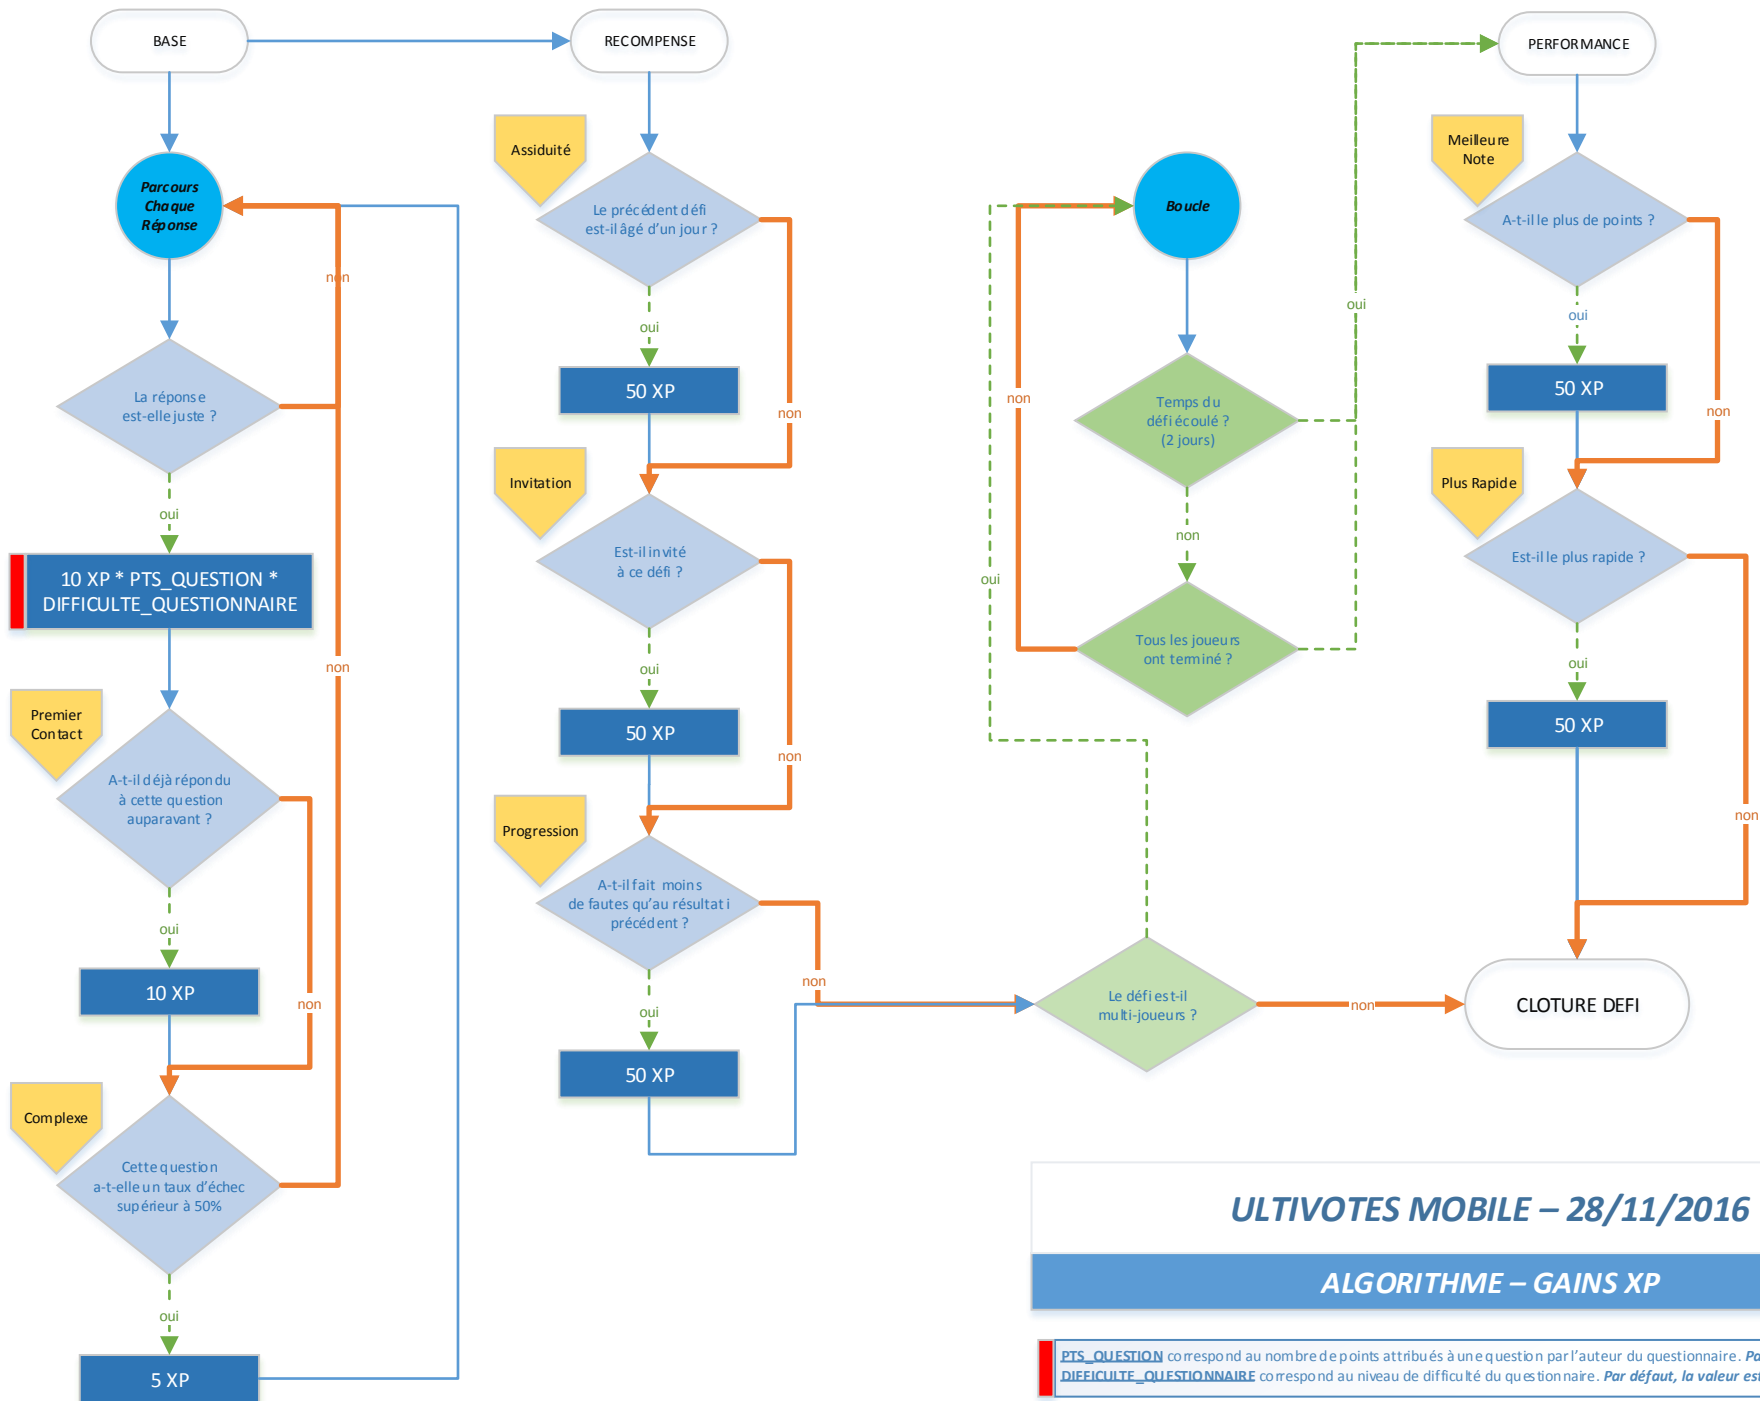 BASE
Parcours
Chaque
Réponse
non
La réponse
est-elle juste ?
oui
10 XP * PTS_QUESTION *
DIFFICULTE_QUESTIONNAIRE
non
Premier
Contact
A-t-il déjà répondu
à cette question
auparavant ?
oui
non
10 XP
Complexe
Cette question
a-t-elle un taux d'échec
supérieur à 50%
oui
5 XP
RECOMPENSE
Assiduité
Le précédent défi
est-il âgé d'un jour ?
oui
non
50 XP
Invitation
Est-il invité
à ce défi ?
oui
non
50 XP
Progression
A-t-il fait moins
de fautes qu'au résultat i
précédent ?
non
oui
50 XP
Boucle
non
oui
Temps du
défi écoulé ?
(2 jours)
non
oui
Tous les joueurs
ont terminé ?
Le défi est-il
multi-joueurs ?
non
PERFORMANCE
Meilleure
Note
A-t-il le plus de points ?
oui
non
50 XP
Plus Rapide
Est-il le plus rapide ?
oui
50 XP
non
CLOTURE DEFI
ULTIVOTES MOBILE – 28/11/2016
ALGORITHME – GAINS XP
PTS_QUESTION correspond au nombre de points attribués à une question par l'auteur du questionnaire.
DIFFICULTE_QUESTIONNAIRE correspond au niveau de difficulté du questionnaire. Par défaut, la valeur est